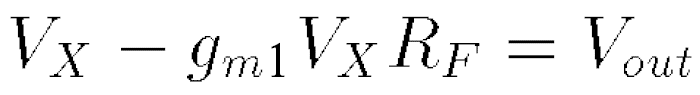 V_X − g_{m1}V_X R_F = V_{out}